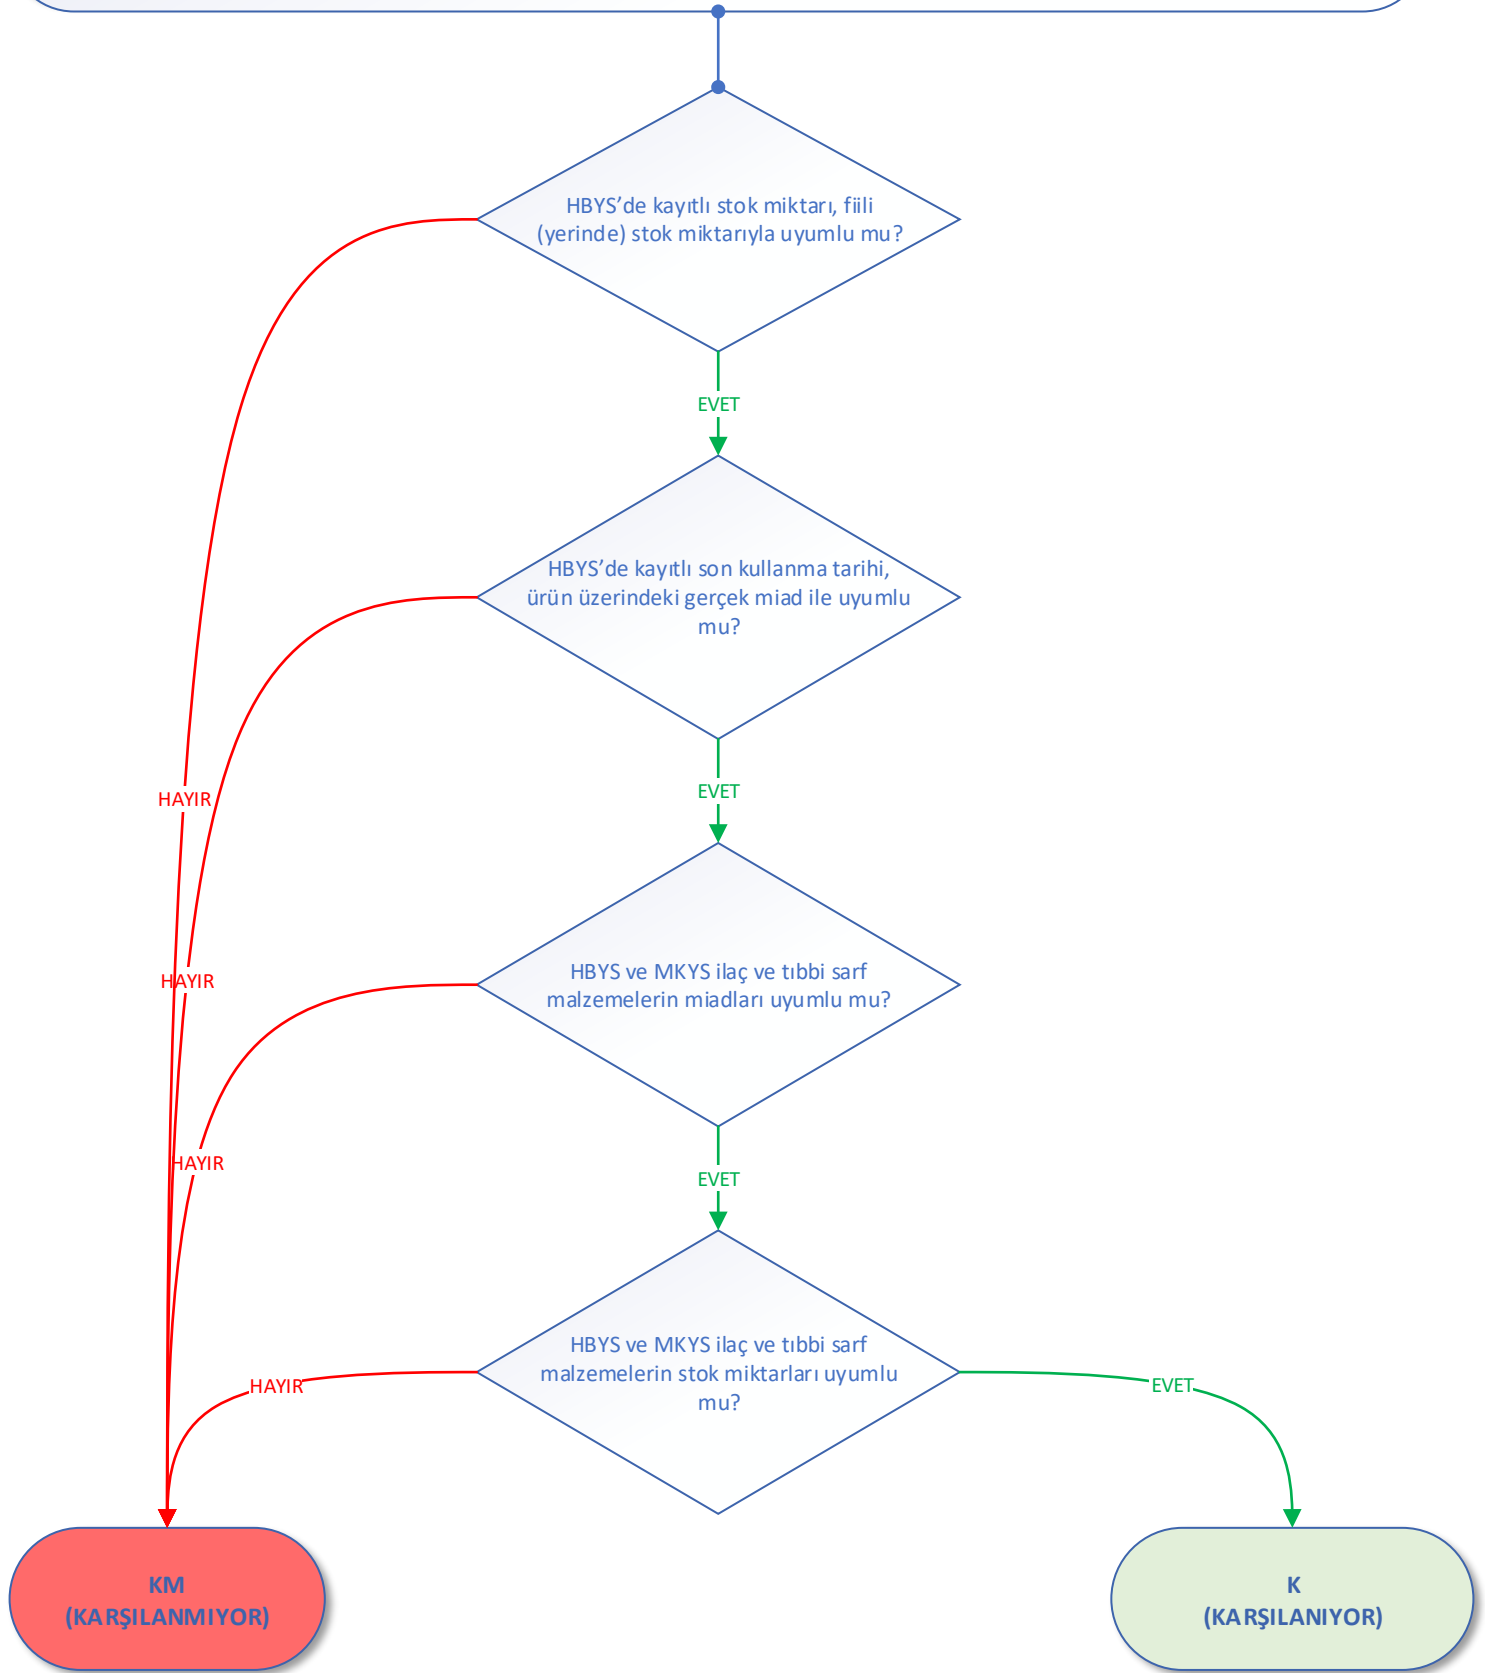 HBYS’de kayıtlı stok miktarı, fiili
(yerinde) stok miktarıyla uyumlu mu?
EVET
HBYS’de kayıtlı son kullanma tarihi,
ürün üzerindeki gerçek miad ile uyumlu
mu?
HAYIR
EVET
HAYIR
HBYS ve MKYS ilaç ve tıbbi sarf
malzemelerin miadları uyumlu mu?
HAYIR
EVET
HBYS ve MKYS ilaç ve tıbbi sarf
malzemelerin stok miktarları uyumlu
mu?
HAYIR
EVET
KM
(KARŞILANMIYOR)
K
(KARŞILANIYOR)